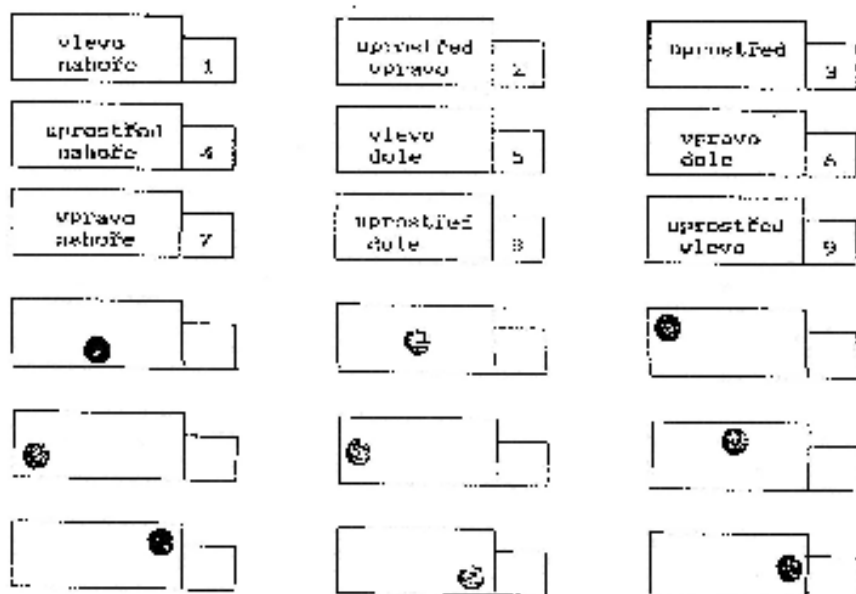 vlevo
nahoře 1
uprostřed
vpravo 2
uprostřed 3
uprostřed
nahoře 4
vlevo
dole 5
vpravo
dole 6
vpravo
nahoře 7
uprostřed
dole 8
uprostřed
vlevo 9